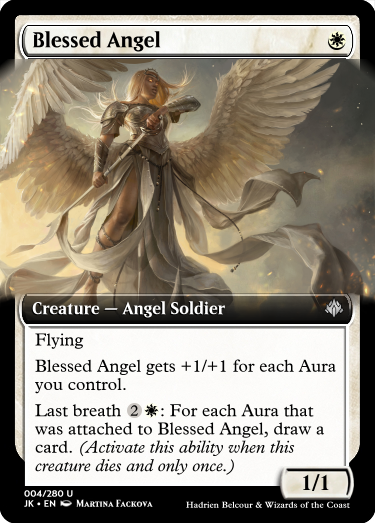 Blessed Angel
Creature — Angel Soldier
Flying
Blessed Angel gets +1/+1 for each Aura
you control.
Last breath 2: For each Aura that
was attached to Blessed Angel, draw a
card. (Activate this ability when this
creature dies and only once.)
1/1
004/280 U
JK • EN Martina Fackova
Hadrien Belcour & Wizards of the Coast